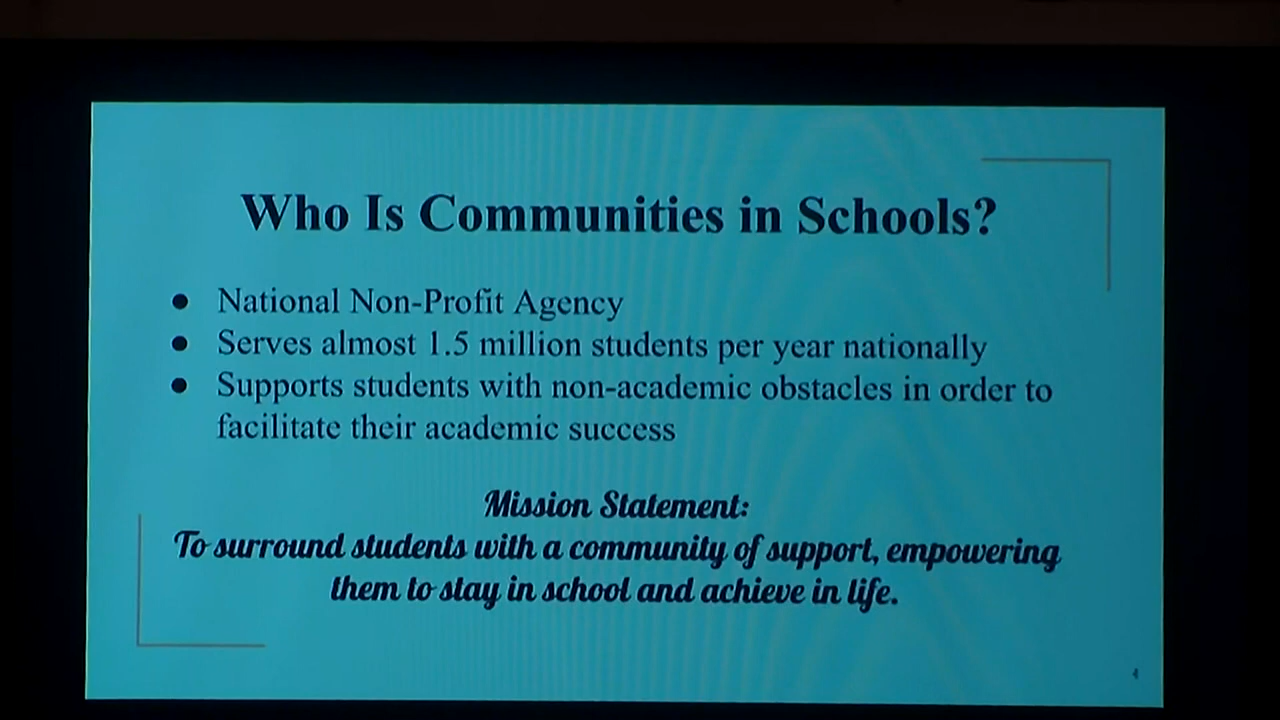 Who Is Communities in Schools?
● National Non-Profit Agency
● Serves almost 1.5 million students per year nationally
● Supports students with non-academic obstacles in order to
facilitate their academic success
Mission Statement:
To surround students with a community of support, empowering
them to stay in school and achieve in life.
4